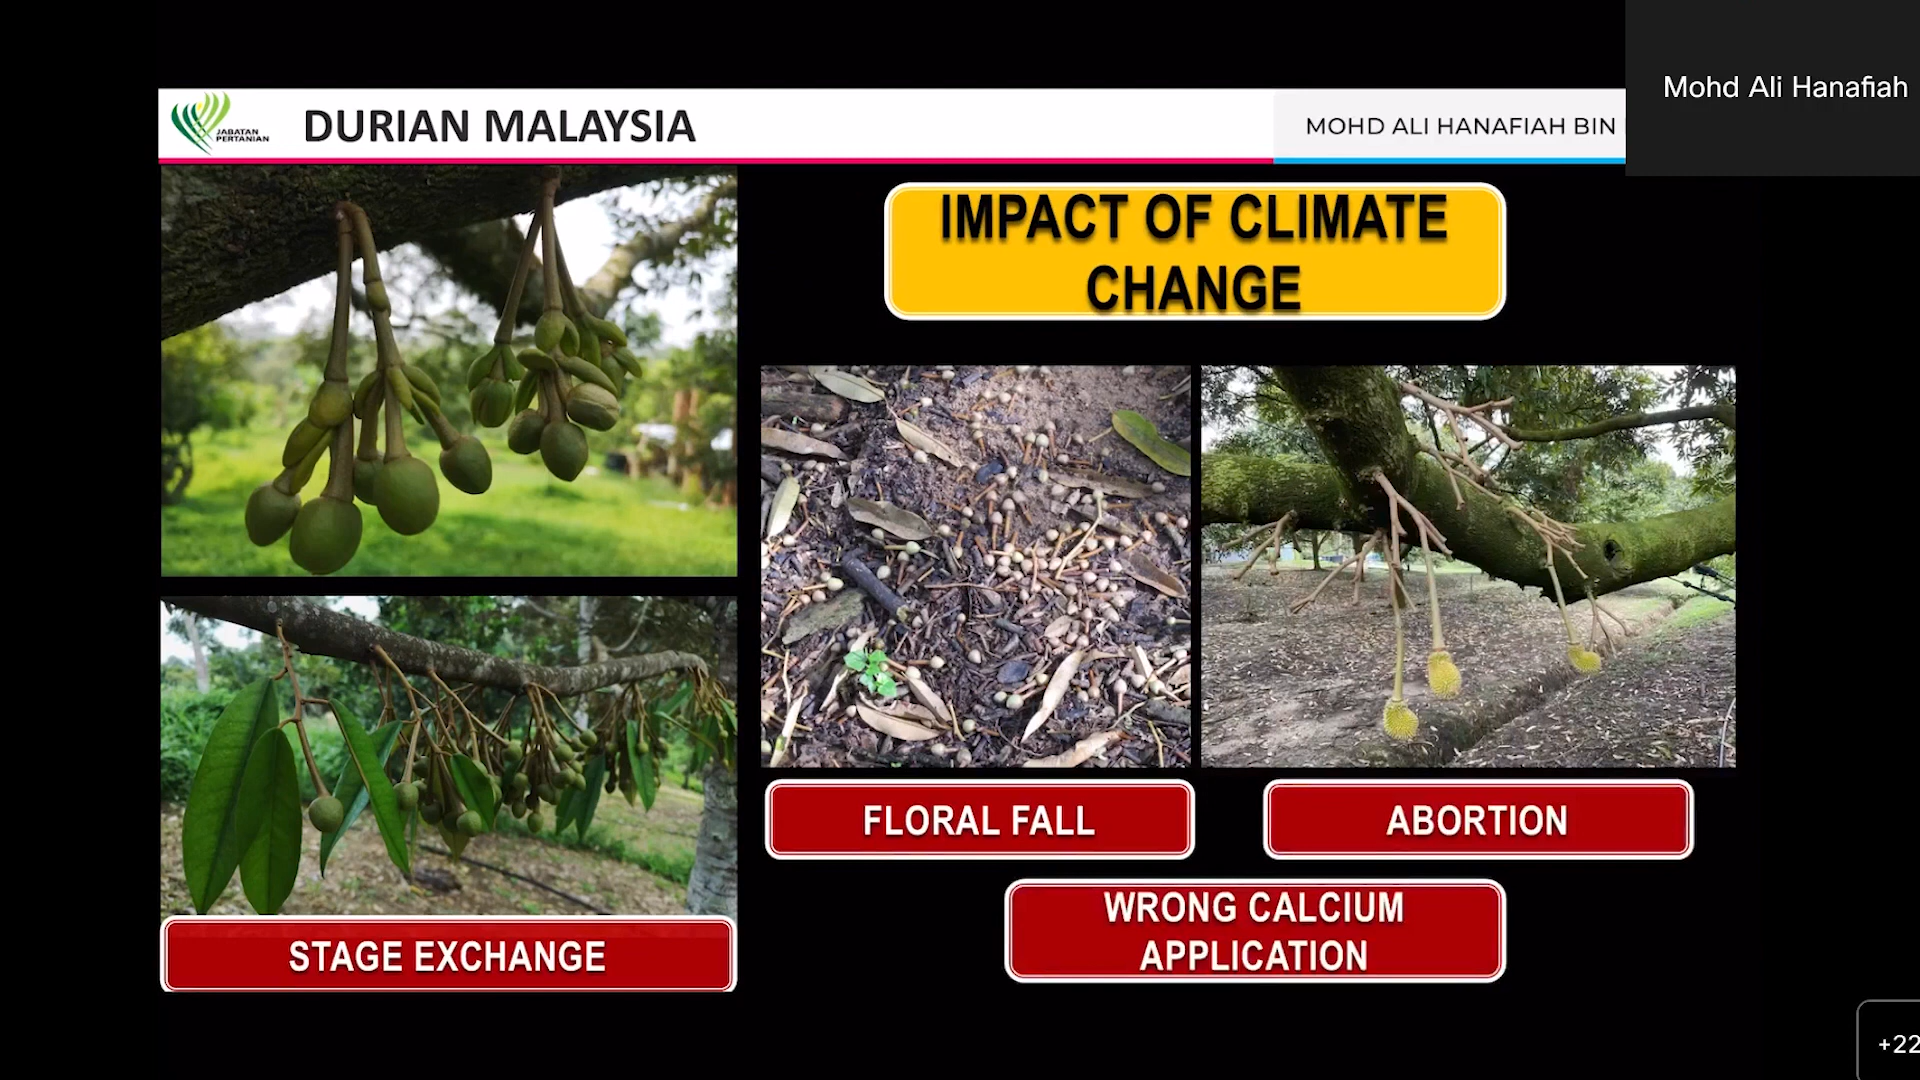 Mohd Ali Hanafiah
JABATAN
PERTANIAN
DURIAN MALAYSIA
MOHD ALI HANAFIAH BIN
IMPACT OF CLIMATE
CHANGE
FLORAL FALL
ABORTION
WRONG CALCIUM
APPLICATION
STAGE EXCHANGE
+22